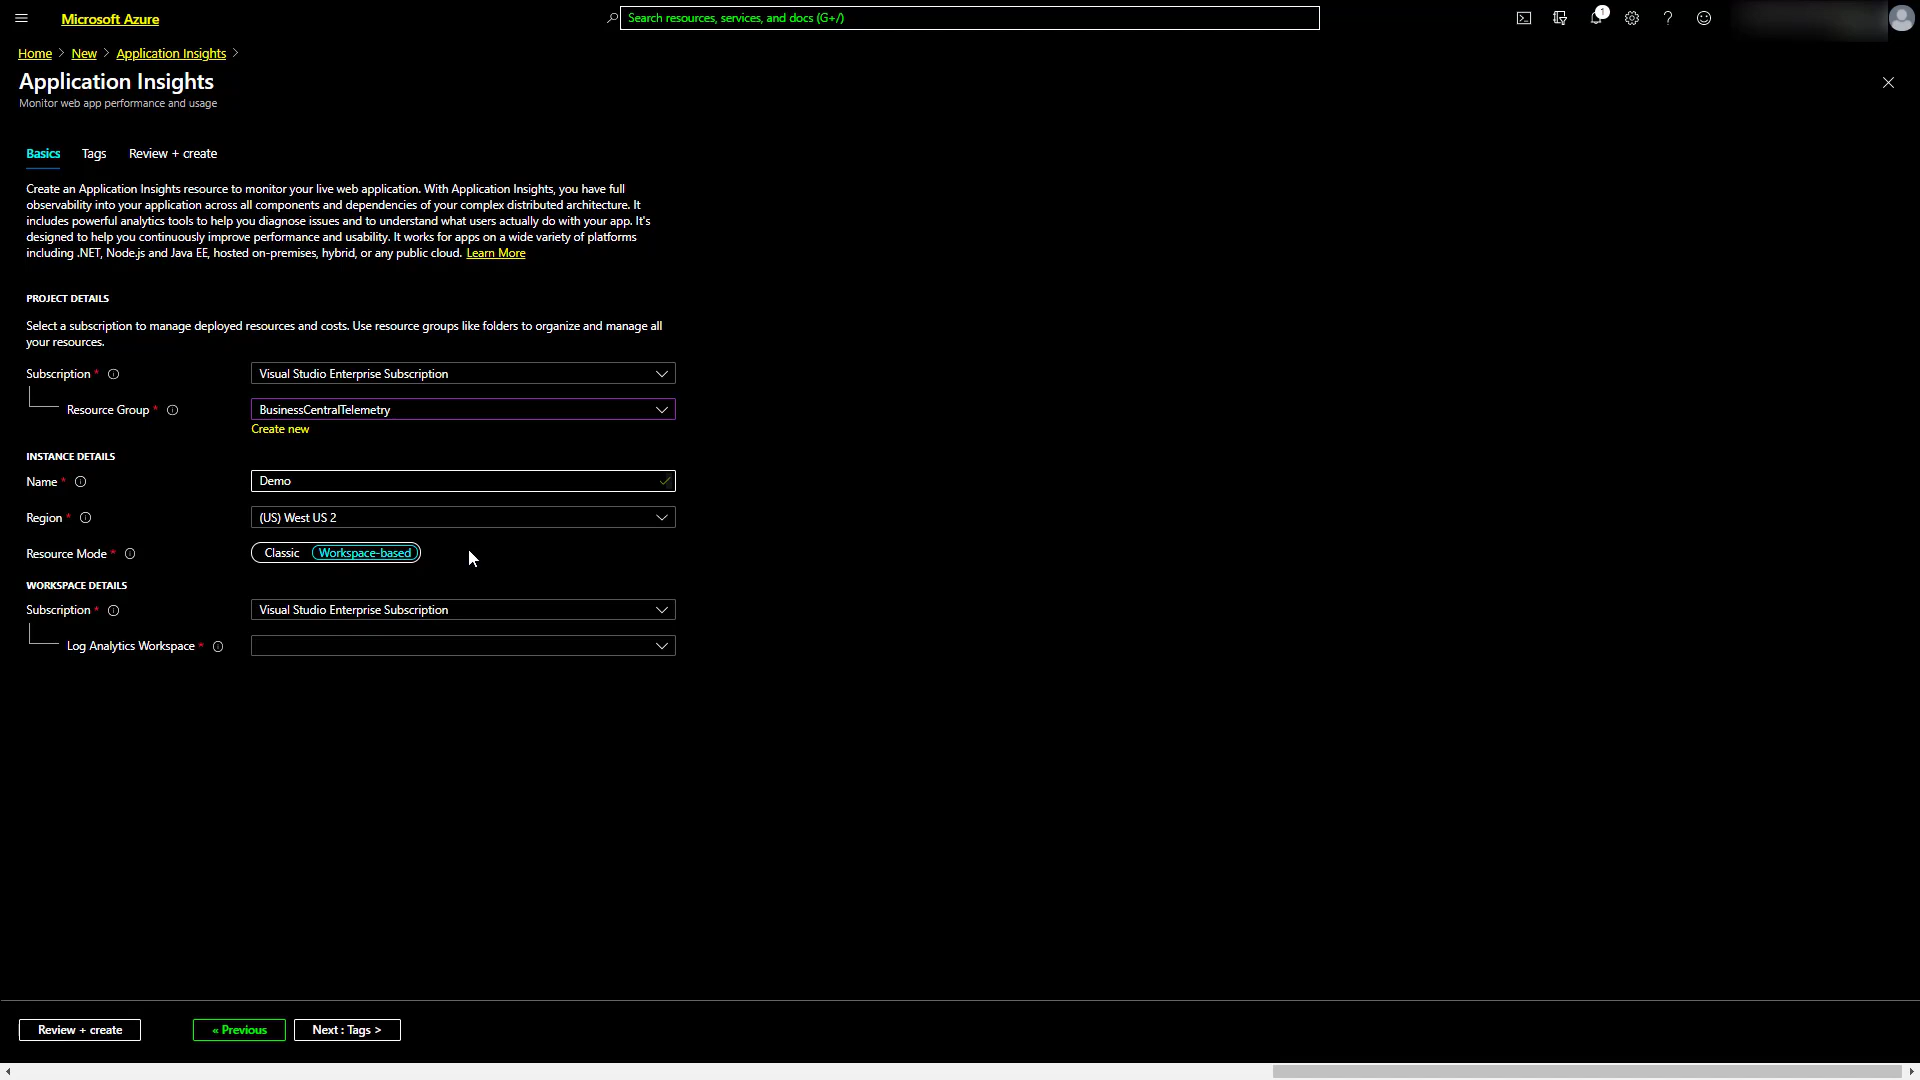 Microsoft Azure
Search resources, services, and docs (G+/)
1
Home > New > Application Insights >
Application Insights
Monitor web app performance and usage
Basics Tags Review + create
Create an Application Insights resource to monitor your live web application. With Application Insights, you have full
observability into your application across all components and dependencies of your complex distributed architecture. It
includes powerful analytics tools to help you diagnose issues and to understand what users actually do with your app. It's
designed to help you continuously improve performance and usability. It works for apps on a wide variety of platforms
including .NET, Node.js and Java EE, hosted on-premises, hybrid, or any public cloud. Learn More
PROJECT DETAILS
Select a subscription to manage deployed resources and costs. Use resource groups like folders to organize and manage all
your resources.
Subscription * Visual Studio Enterprise Subscription
Resource Group * BusinessCentralTelemetry
Create new
INSTANCE DETAILS
Name * Demo
Region * (US) West US 2
Resource Mode * Classic Workspace-based
WORKSPACE DETAILS
Subscription * Visual Studio Enterprise Subscription
Log Analytics Workspace *
Review + create « Previous Next : Tags >